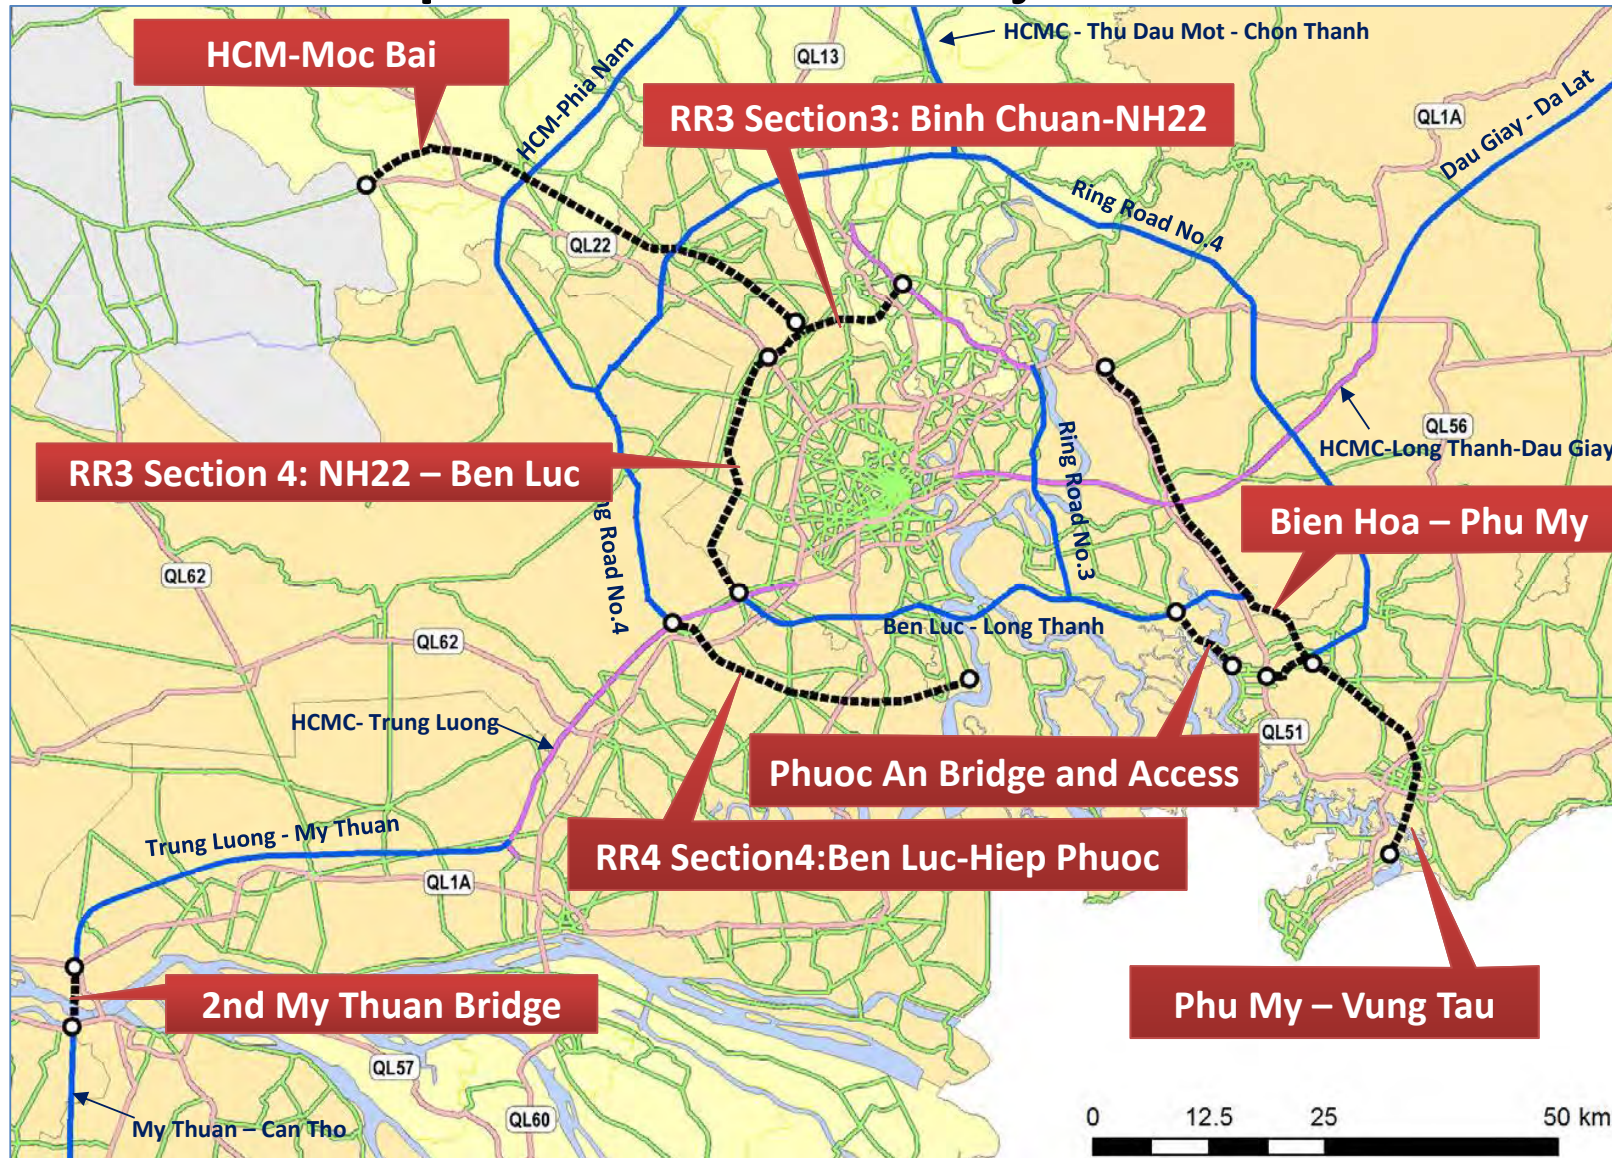 HCMC - Thu Dau Mot - Chon Thanh
HCM-Moc Bai
HCM-Phia Nam
QL13
RR3 Section3: Binh Chuan-NH22
QL1A
Dau Giay - Da Lat
Ring Road No.4
QL22
QL56
HCMC-Long Thanh-Dau Giay
RR3 Section 4: NH22 – Ben Luc
Ring Road No.3
Bien Hoa – Phu My
ng Road No.4
QL62
QL62
Ben Luc - Long Thanh
HCMC- Trung Luong
QL51
Phuoc An Bridge and Access
Trung Luong - My Thuan
RR4 Section4:Ben Luc-Hiep Phuoc
QL1A
2nd My Thuan Bridge
Phu My – Vung Tau
QL57
QL60
My Thuan – Can Tho
0 12.5 25 50 km